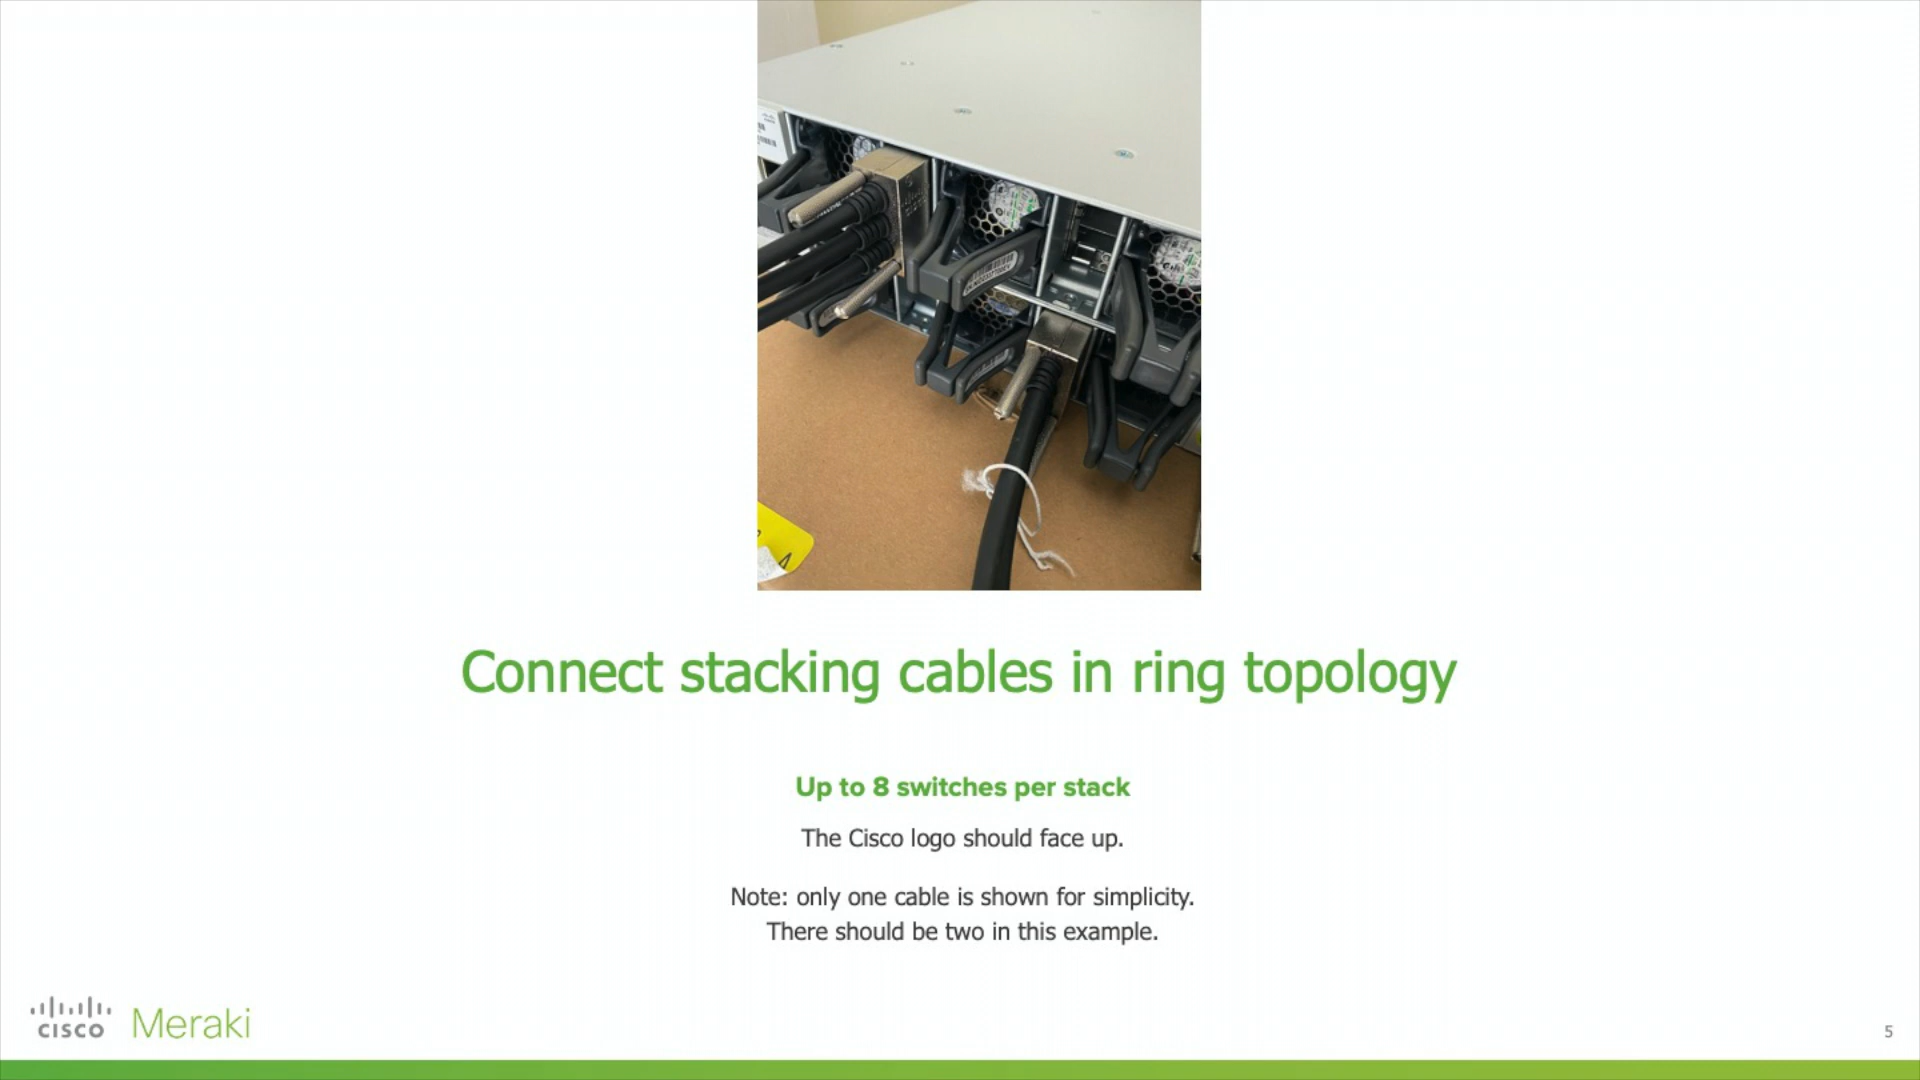 Connect stacking cables in ring topology
Up to 8 switches per stack
The Cisco logo should face up.
Note: only one cable is shown for simplicity.
There should be two in this example.
CISCO Meraki
5